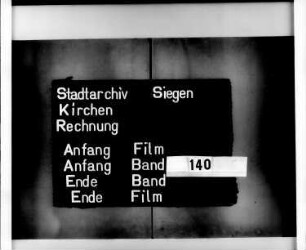 Stadtarchiv Siegen
Kirchen
Rechnung
Anfang Film
Anfang Band 140
Ende Band
Ende Film